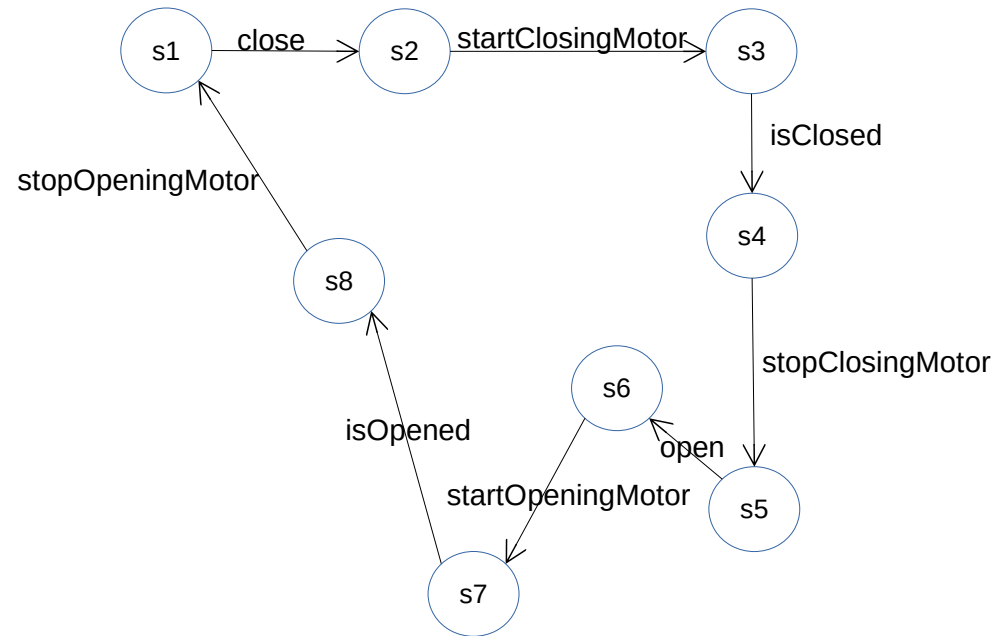 s1
close
s2
startClosingMotor
s3
isClosed
s4
stopOpeningMotor
s8
stopClosingMotor
s6
isOpened
open
startOpeningMotor
s5
s7